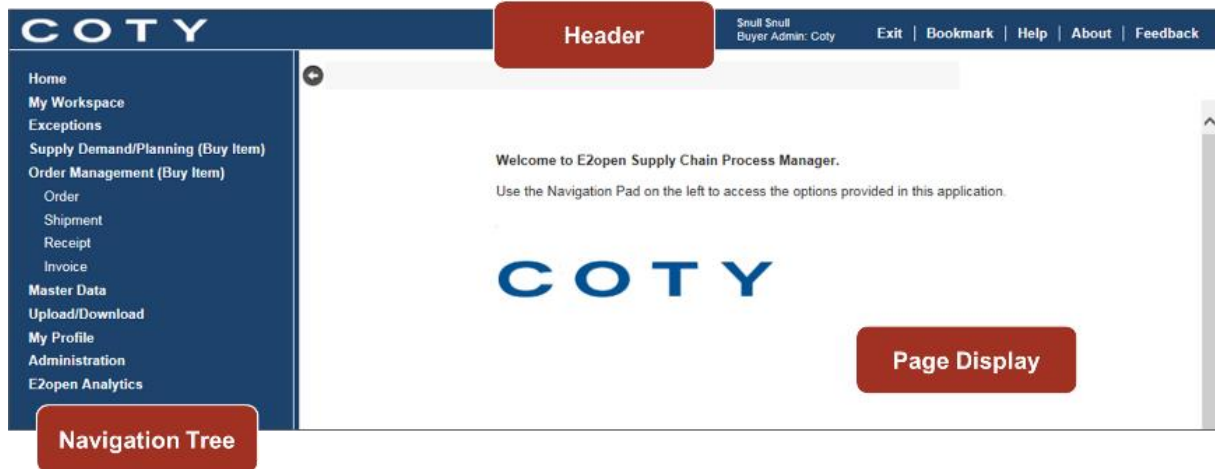 COTY
Header
$null $null
Buyer Admin: Coty
Exit | Bookmark | Help | About | Feedback
Home
My Workspace
Exceptions
Supply Demand/Planning (Buy Item)
Order Management (Buy Item)
Order
Shipment
Receipt
Invoice
Master Data
Upload/Download
My Profile
Administration
E2open Analytics
Navigation Tree
Welcome to E2open Supply Chain Process Manager.
Use the Navigation Pad on the left to access the options provided in this application.
COTY
Page Display